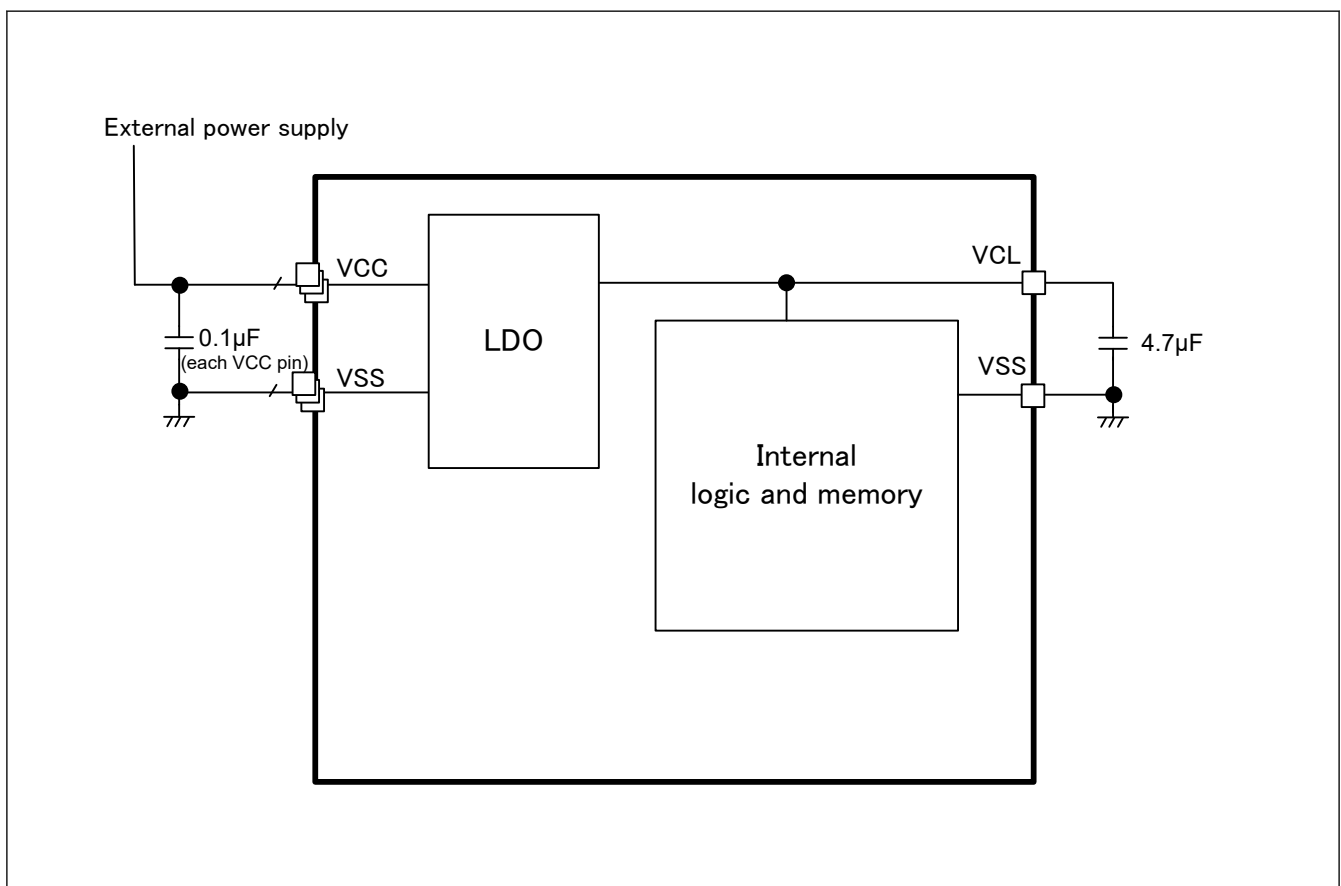 External power supply
VCC
VCL
0.1µF
(each VCC pin)
LDO
4.7µF
VSS
VSS
Internal
logic and memory